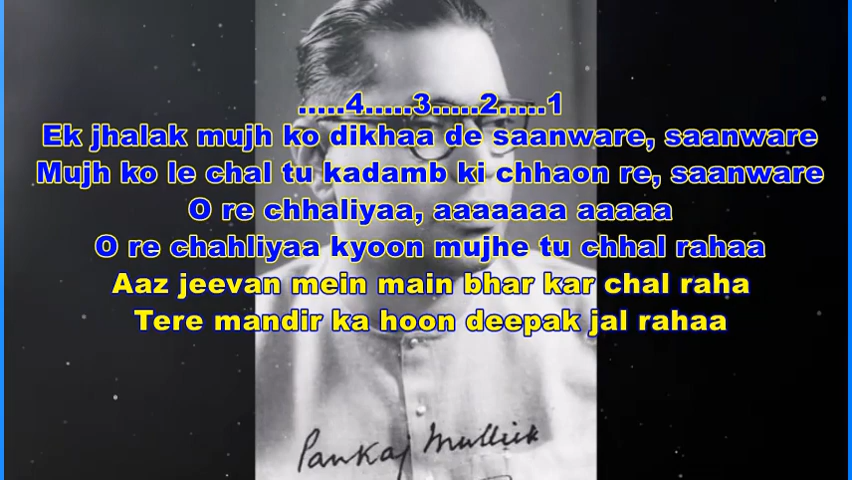 .....4.....3.....2.....1
Ek jhalak mujh ko dikhaa de saanware, saanware
Mujh ko le chal tu kadamb ki chhaon re, saanware
O re chhaliyaa, aaaaaaa aaaaa
O re chahliyaa kyoon mujhe tu chhal rahaa
Aaz jeevan mein main bhar kar chal raha
Tere mandir ka hoon deepak jal rahaa
Pankaj Mullick